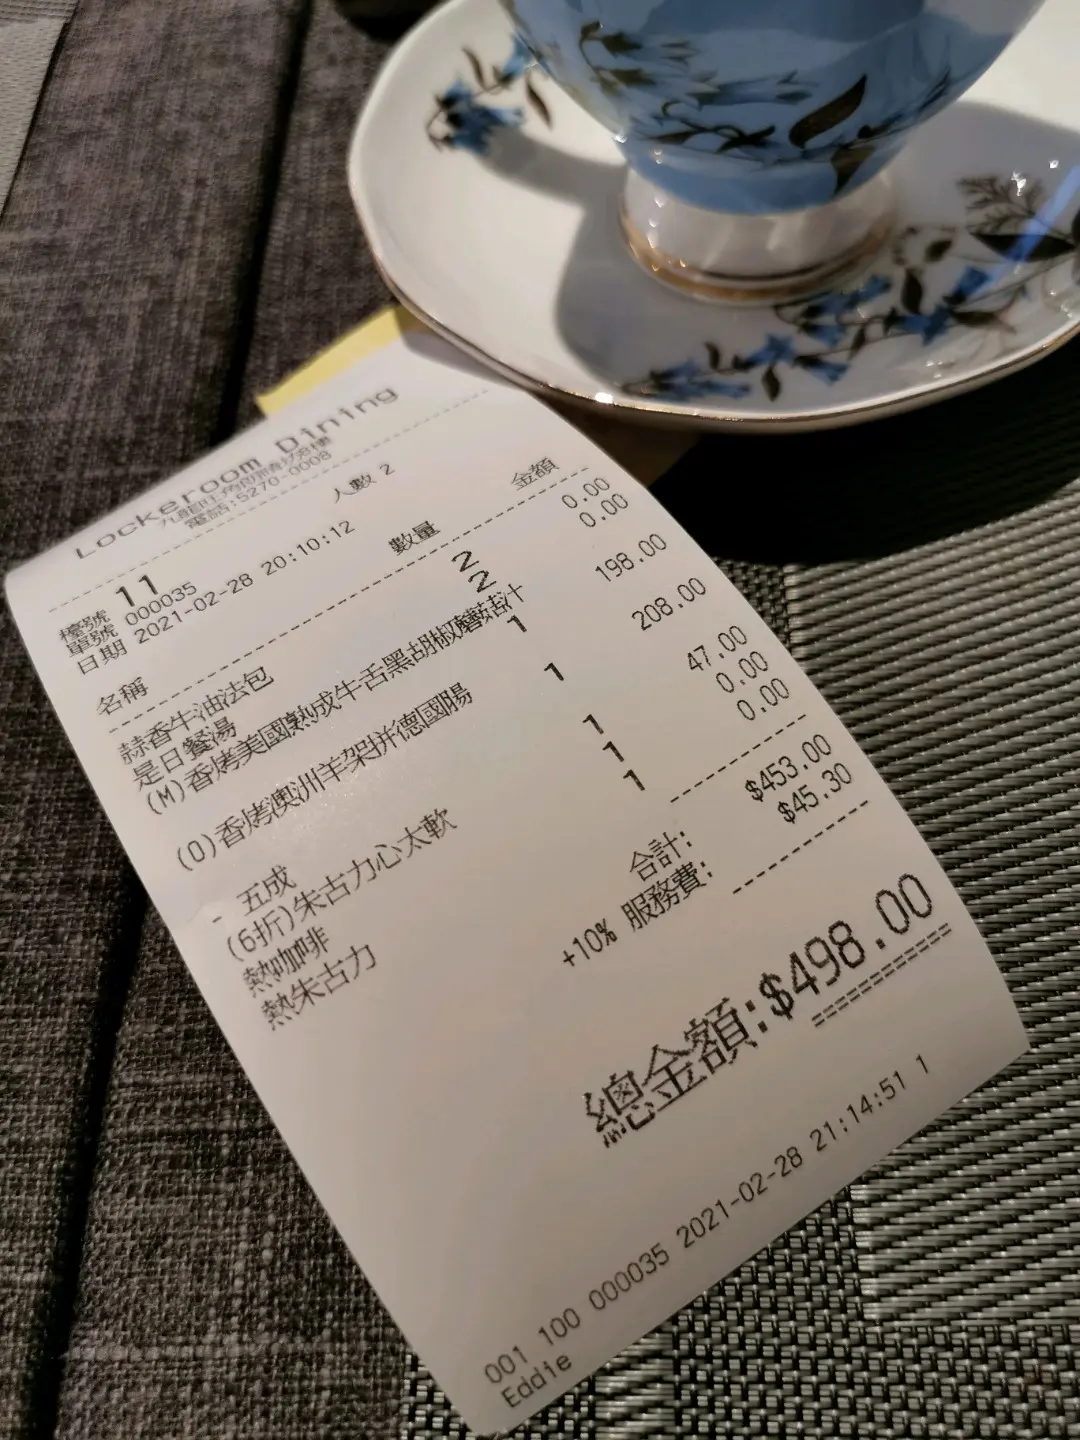 Lockeroom Dining
電話:5270-0008
檯號 11 人數 2
單號 000035
日期 2021-02-28 20:10:12
名稱 數量 金額
蒜香牛油法包 2 0.00
是日餐湯 2 0.00
(M)香烤美國熟成牛舌黑胡椒蘑菇汁
1 198.00
(O)香烤澳洲羊架拼德國腸
1 208.00
- 五成
(6折)朱古力心太軟 1 47.00
熱咖啡 1 0.00
熱朱古力 1 0.00
合計: $453.00
+10% 服務費: $45.30
總金額:$498.00
001 100 000035 2021-02-28 21:14:51 1
Eddie